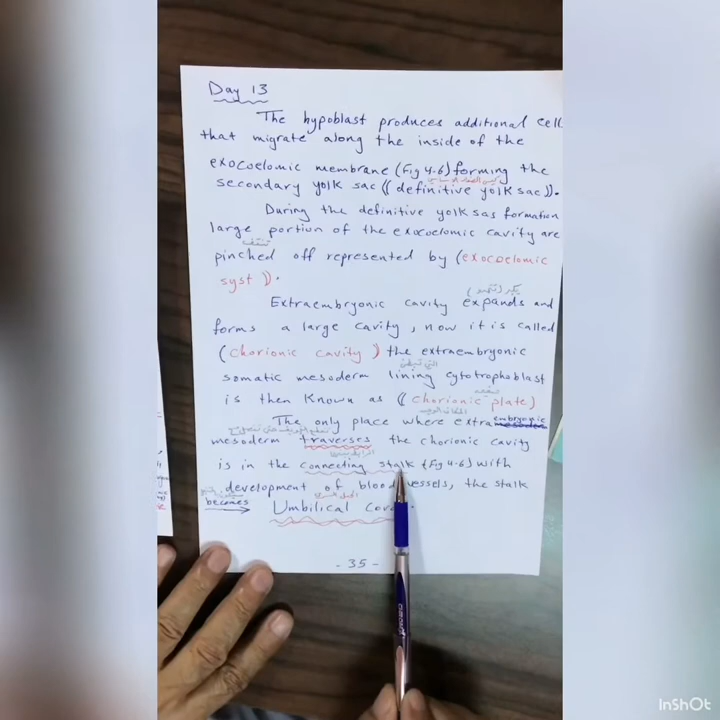 Day 13
The hypoblast produces additional cell
that migrate along the inside of the
exocoelomic membrane (Fig 4.6) forming the
secondary yolk sac ((definitive yolk sac)).
During the definitive yolk sas formation
large portion of the exocoelomic cavity are
pinched off represented by (exocoelomic
syst)).
Extraembryonic cavity expands and
forms a large cavity, now it is called
(chorionic cavity) the extraembryonic
somatic mesoderm lining cytotrophoblast
is then known as ((chorionic plate)
The only place where extraembryonic
mesoderm traverses the chorionic cavity
is in the connecting stalk (Fig 4-6) with
development of blood vessels, the stalk
becomes Umbilical
- 35 -
InShOt